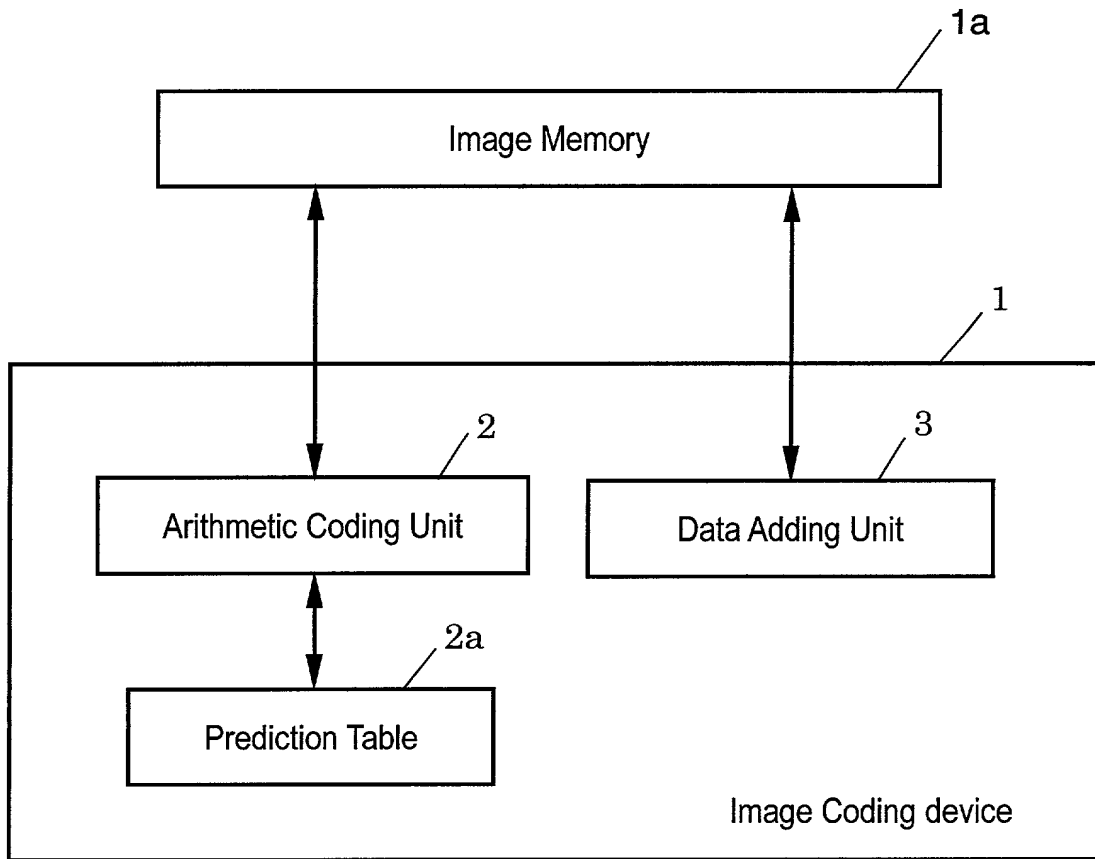 1a
Image Memory
1
2
3
Arithmetic Coding Unit
Data Adding Unit
2a
Prediction Table
Image Coding device